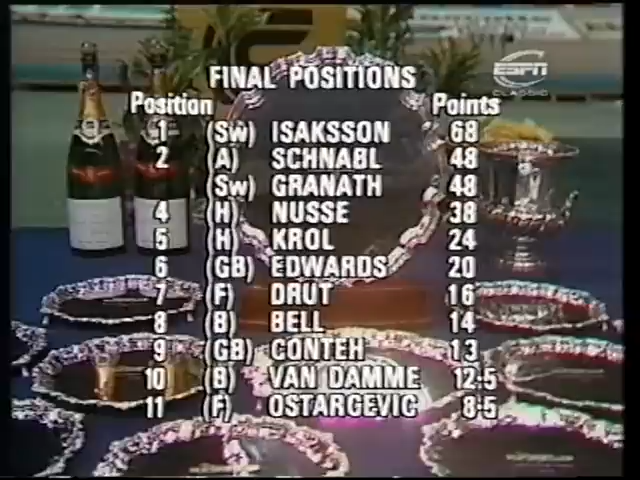 FINAL POSITIONS
ESPN
CLASSIC
Position Points
1 (Sw) ISAKSSON 68
2 (A) SCHNABL 48
(Sw) GRANATH 48
4 (H) NUSSE 38
5 (H) KROL 24
6 (GB) EDWARDS 20
7 (F) DRUT 16
8 (B) BELL 14
9 (GB) CONTEH 13
10 (B) VAN DAMME 12·5
11 (F) OSTARGEVIC 8·5